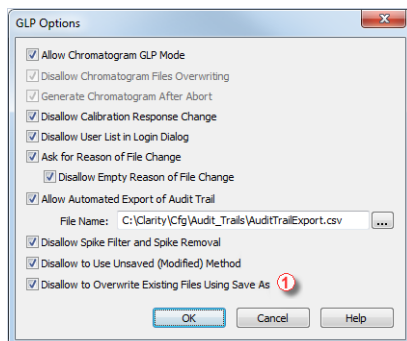 GLP Options
x
Allow Chromatogram GLP Mode
Disallow Chromatogram Files Overwriting
Generate Chromatogram After Abort
Disallow Calibration Response Change
Disallow User List in Login Dialog
Ask for Reason of File Change
Disallow Empty Reason of File Change
Allow Automated Export of Audit Trail
File Name: C:\Clarity\Cfg\Audit_Trails\AuditTrailExport.csv ...
Disallow Spike Filter and Spike Removal
Disallow to Use Unsaved (Modified) Method
Disallow to Overwrite Existing Files Using Save As 1
OK Cancel Help